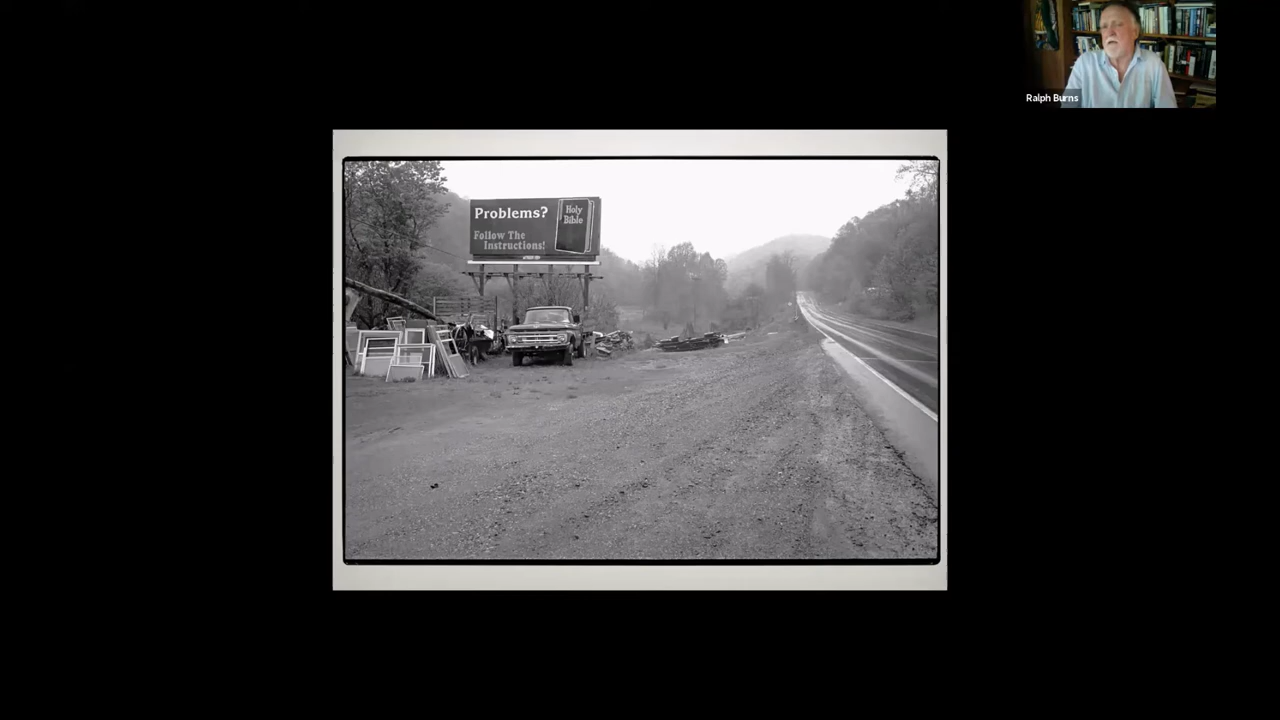 Ralph Burns
Problems?
Holy
Bible
Follow The
Instructions!